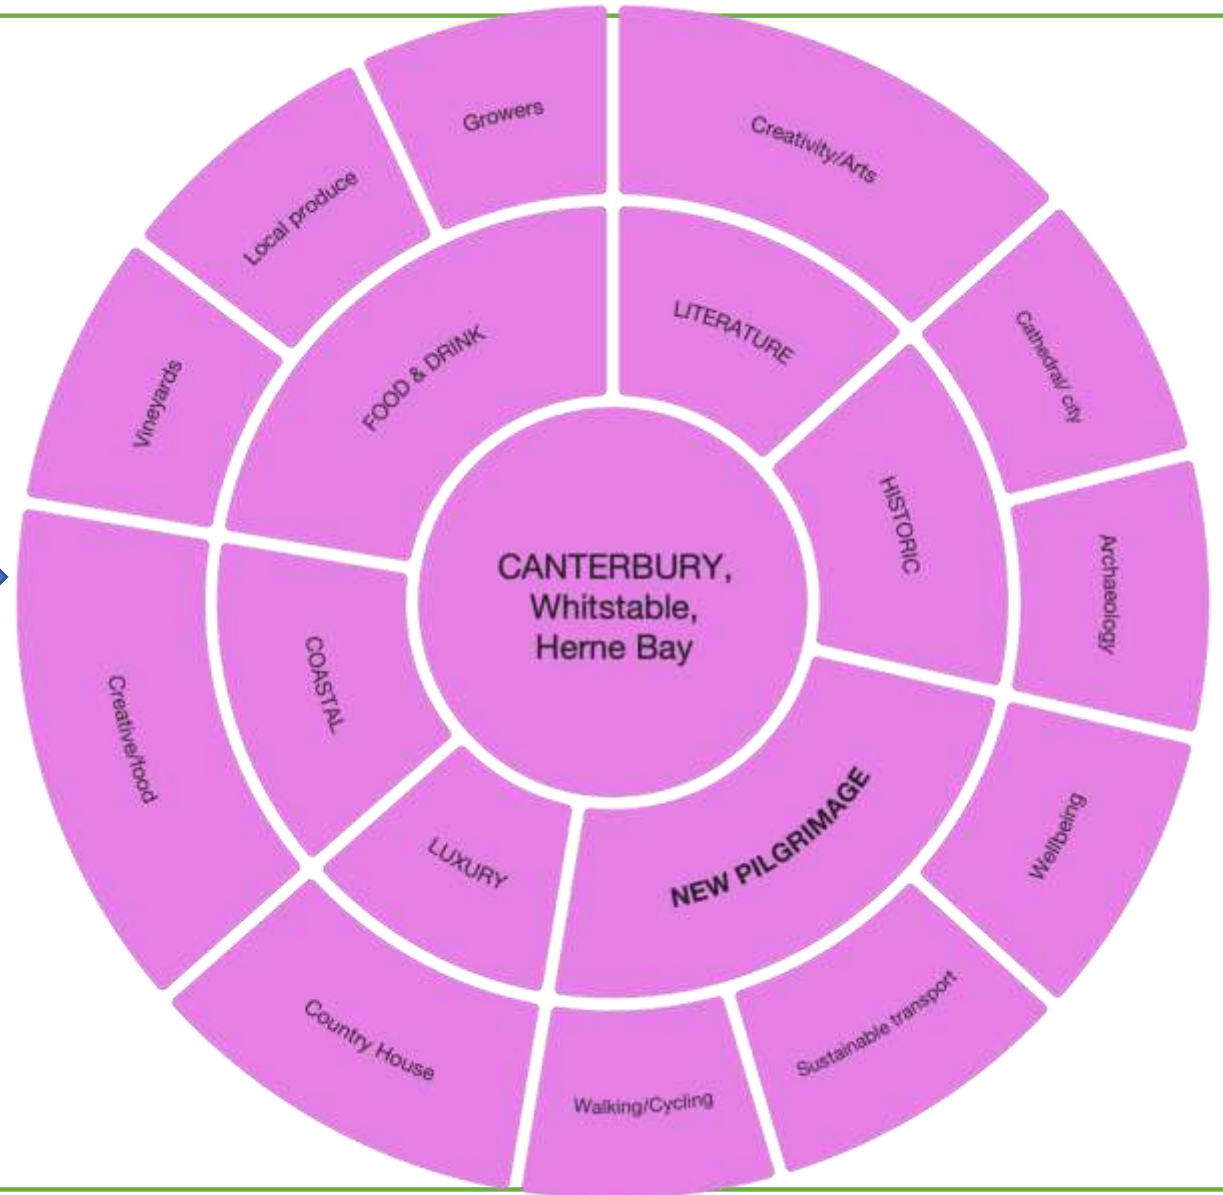 CANTERBURY,
Whitstable,
Herne Bay
LITERATURE
HISTORIC
NEW PILGRIMAGE
LUXURY
COASTAL
FOOD & DRINK
Creativity/Arts
Cathedral/ city
Archaeology
Wellbeing
Sustainable transport
Walking/Cycling
Country House
Creative/food
Vineyards
Local produce
Growers